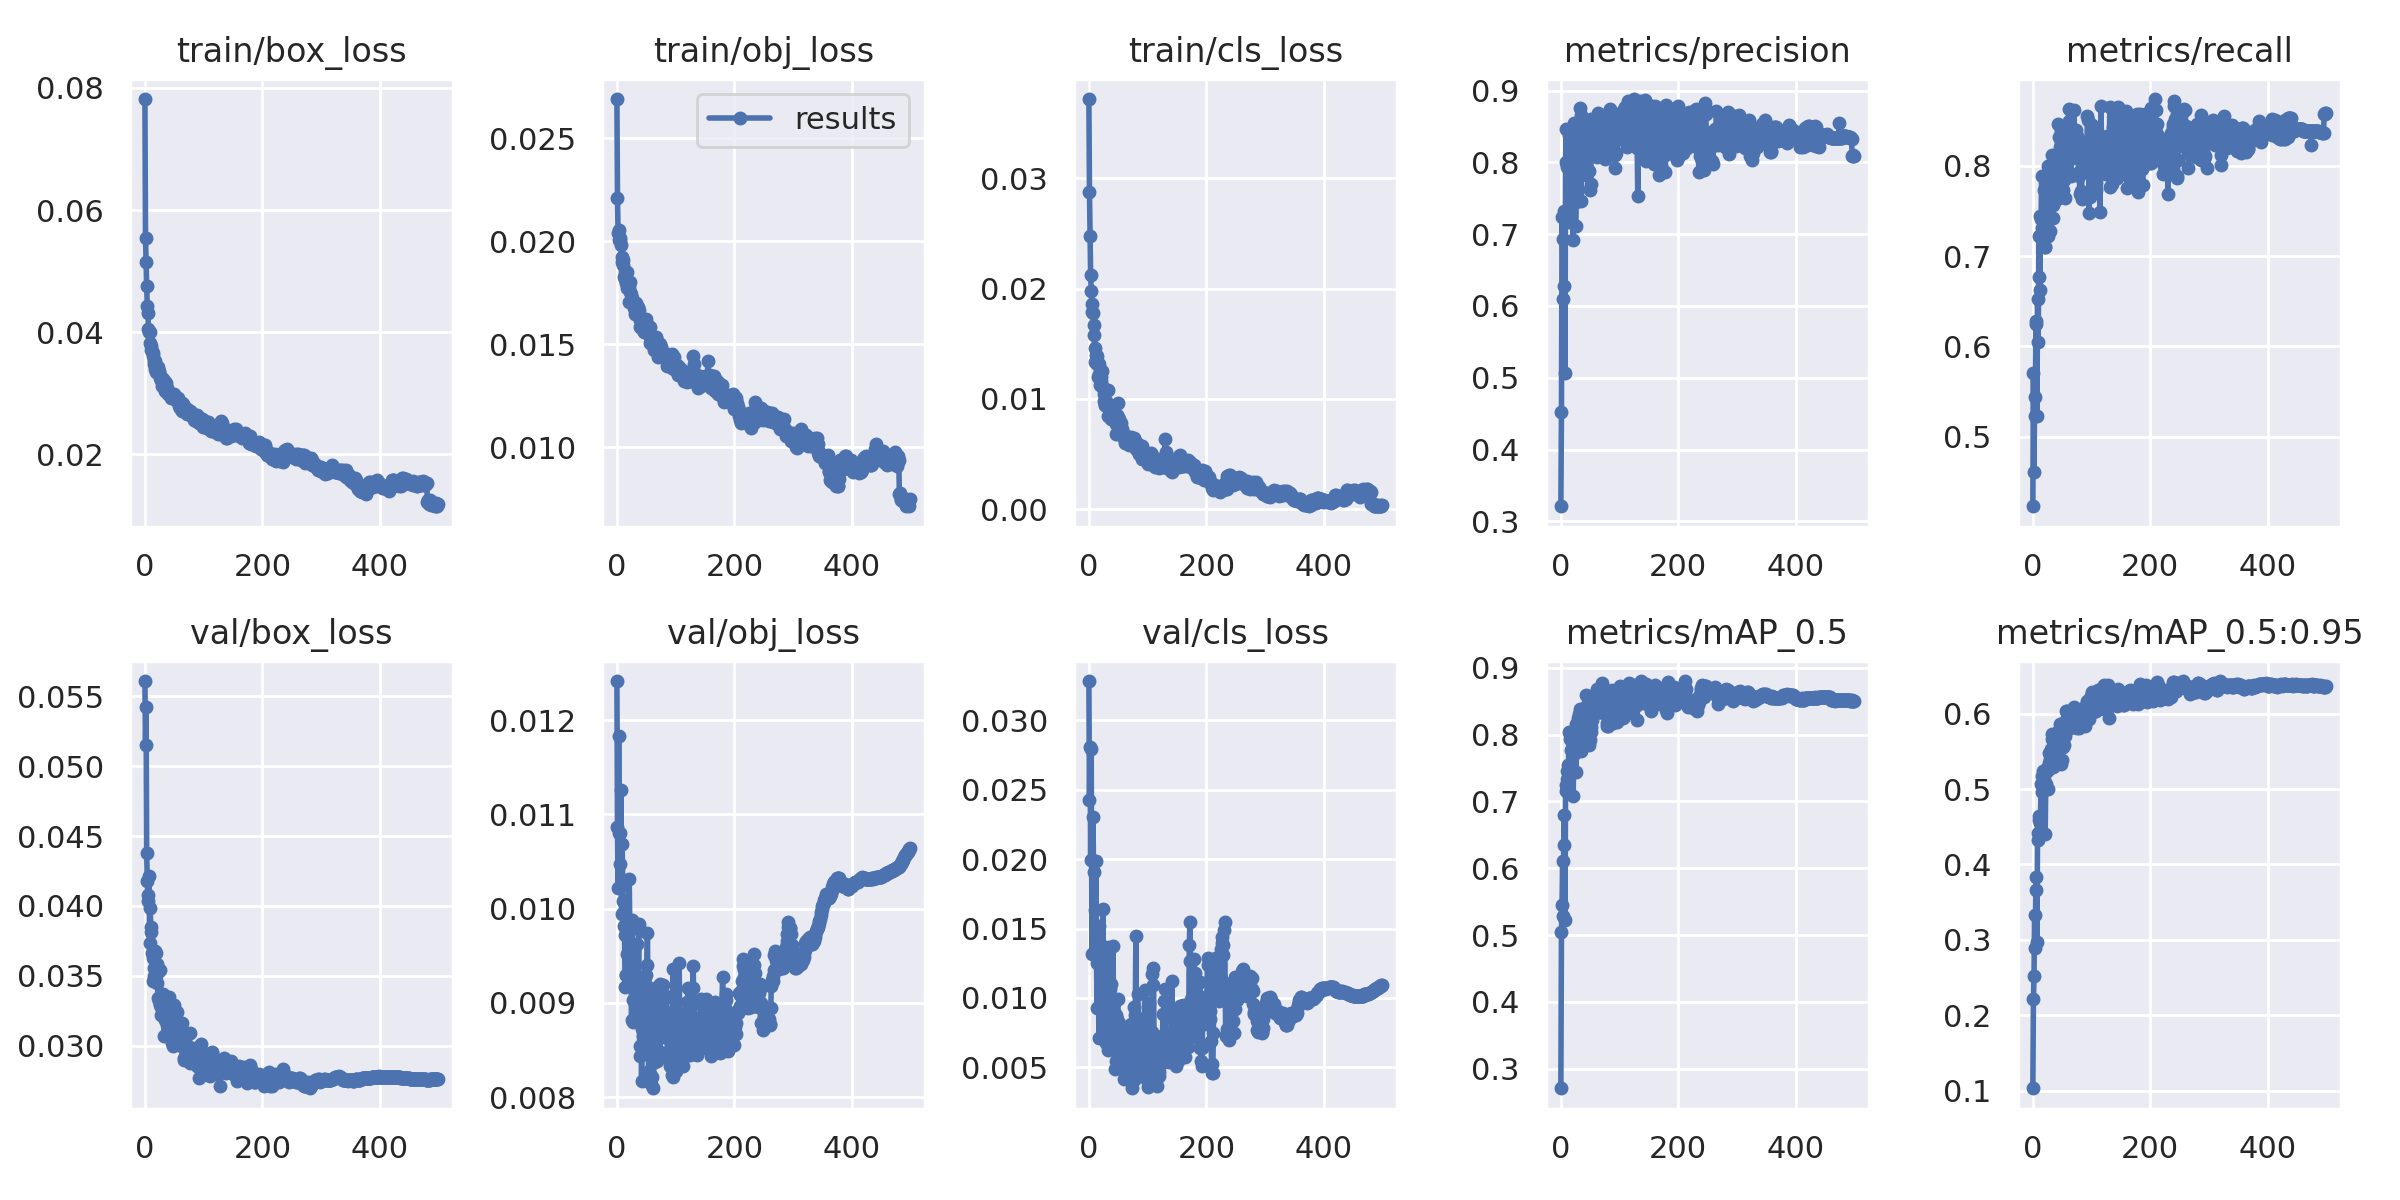 train/box_loss
0.08
0.06
0.04
0.02
0 200 400
train/obj_loss
results
0.025
0.020
0.015
0.010
0 200 400
train/cls_loss
0.03
0.02
0.01
0.00
0 200 400
metrics/precision
0.9
0.8
0.7
0.6
0.5
0.4
0.3
0 200 400
metrics/recall
0.8
0.7
0.6
0.5
0 200 400
val/box_loss
0.055
0.050
0.045
0.040
0.035
0.030
0 200 400
val/obj_loss
0.012
0.011
0.010
0.009
0.008
0 200 400
val/cls_loss
0.030
0.025
0.020
0.015
0.010
0.005
0 200 400
metrics/mAP_0.5
0.9
0.8
0.7
0.6
0.5
0.4
0.3
0 200 400
metrics/mAP_0.5:0.95
0.6
0.5
0.4
0.3
0.2
0.1
0 200 400